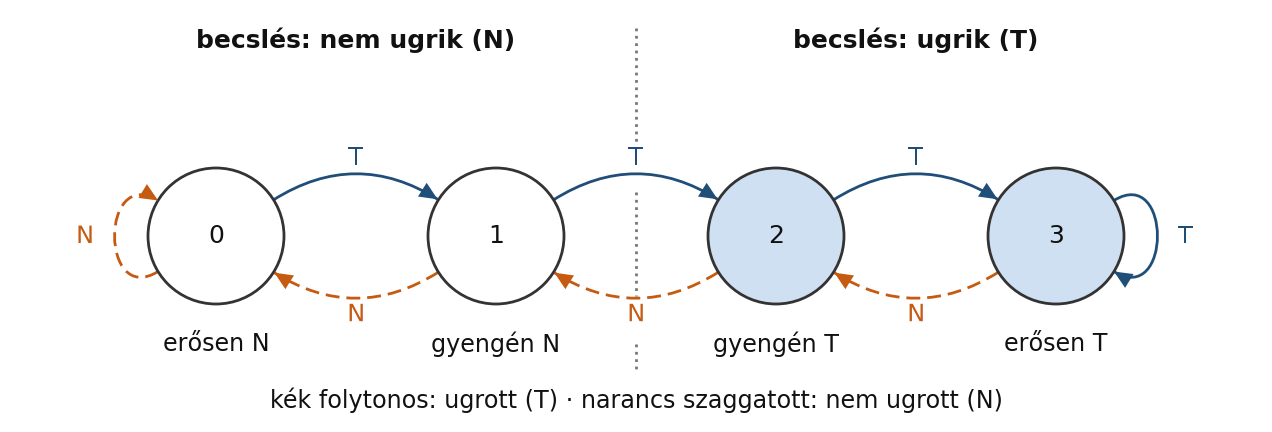 becslés: nem ugrik (N)
becslés: ugrik (T)
T
T
T
N
0
1
2
3
T
N
N
N
erősen N
gyengén N
gyengén T
erősen T
kék folytonos: ugrott (T) · narancs szaggatott: nem ugrott (N)